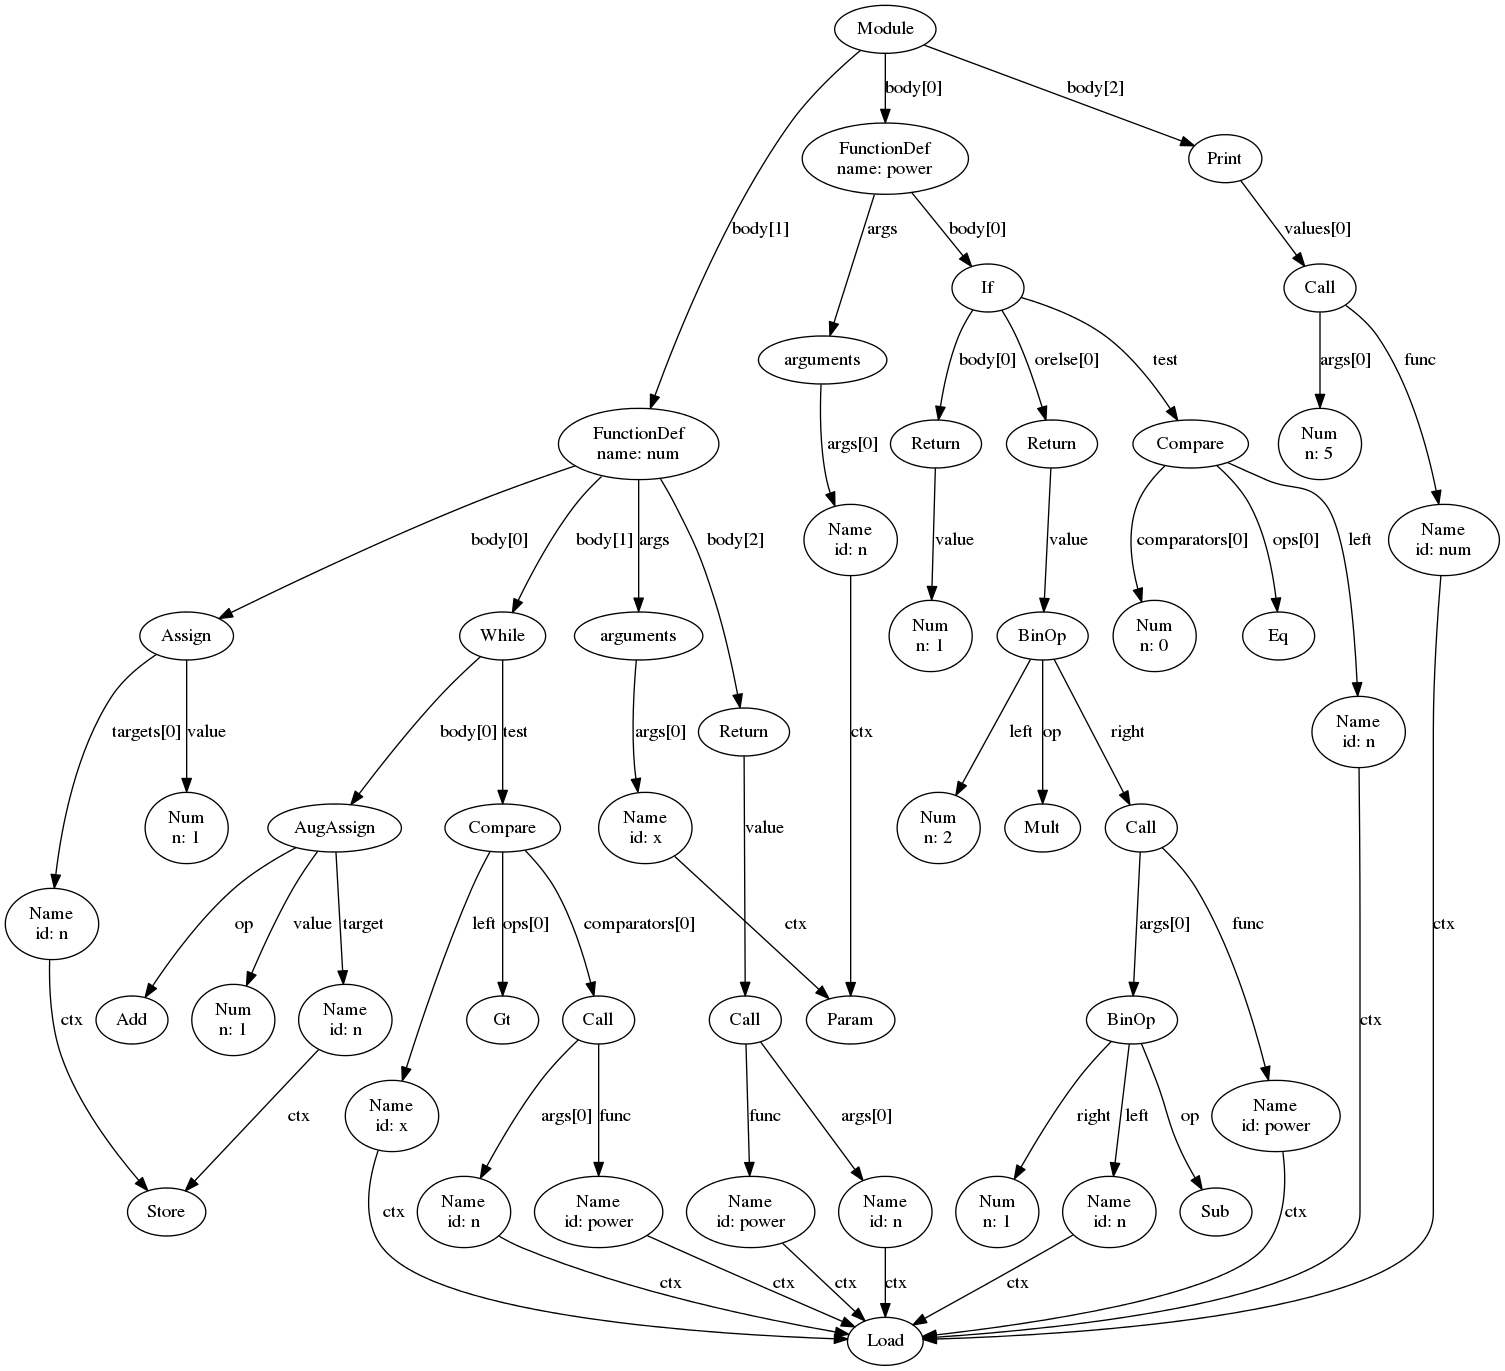 Module
body[0]
body[2]
FunctionDef
name: power
Print
body[1]
args
body[0]
values[0]
If
Call
arguments
body[0]
orelse[0]
test
args[0]
func
FunctionDef
name: num
args[0]
Return
Return
Compare
Num
n: 5
body[0]
body[1]
args
body[2]
Name
id: n
value
value
comparators[0]
ops[0]
left
Name
id: num
Assign
While
arguments
Num
n: 1
BinOp
Num
n: 0
Eq
targets[0]
value
body[0]
test
args[0]
Return
ctx
left
op
right
Name
id: n
Num
n: 1
AugAssign
Compare
Name
id: x
value
Num
n: 2
Mult
Call
Name
id: n
op
value
target
left
ops[0]
comparators[0]
ctx
args[0]
func
ctx
ctx
Add
Num
n: 1
Name
id: n
Gt
Call
Call
Param
BinOp
ctx
ctx
Name
id: x
args[0]
func
func
args[0]
right
left
op
Name
id: power
Store
ctx
Name
id: n
Name
id: power
Name
id: power
Name
id: n
Num
n: 1
Name
id: n
Sub
ctx
ctx
ctx
ctx
ctx
ctx
Load